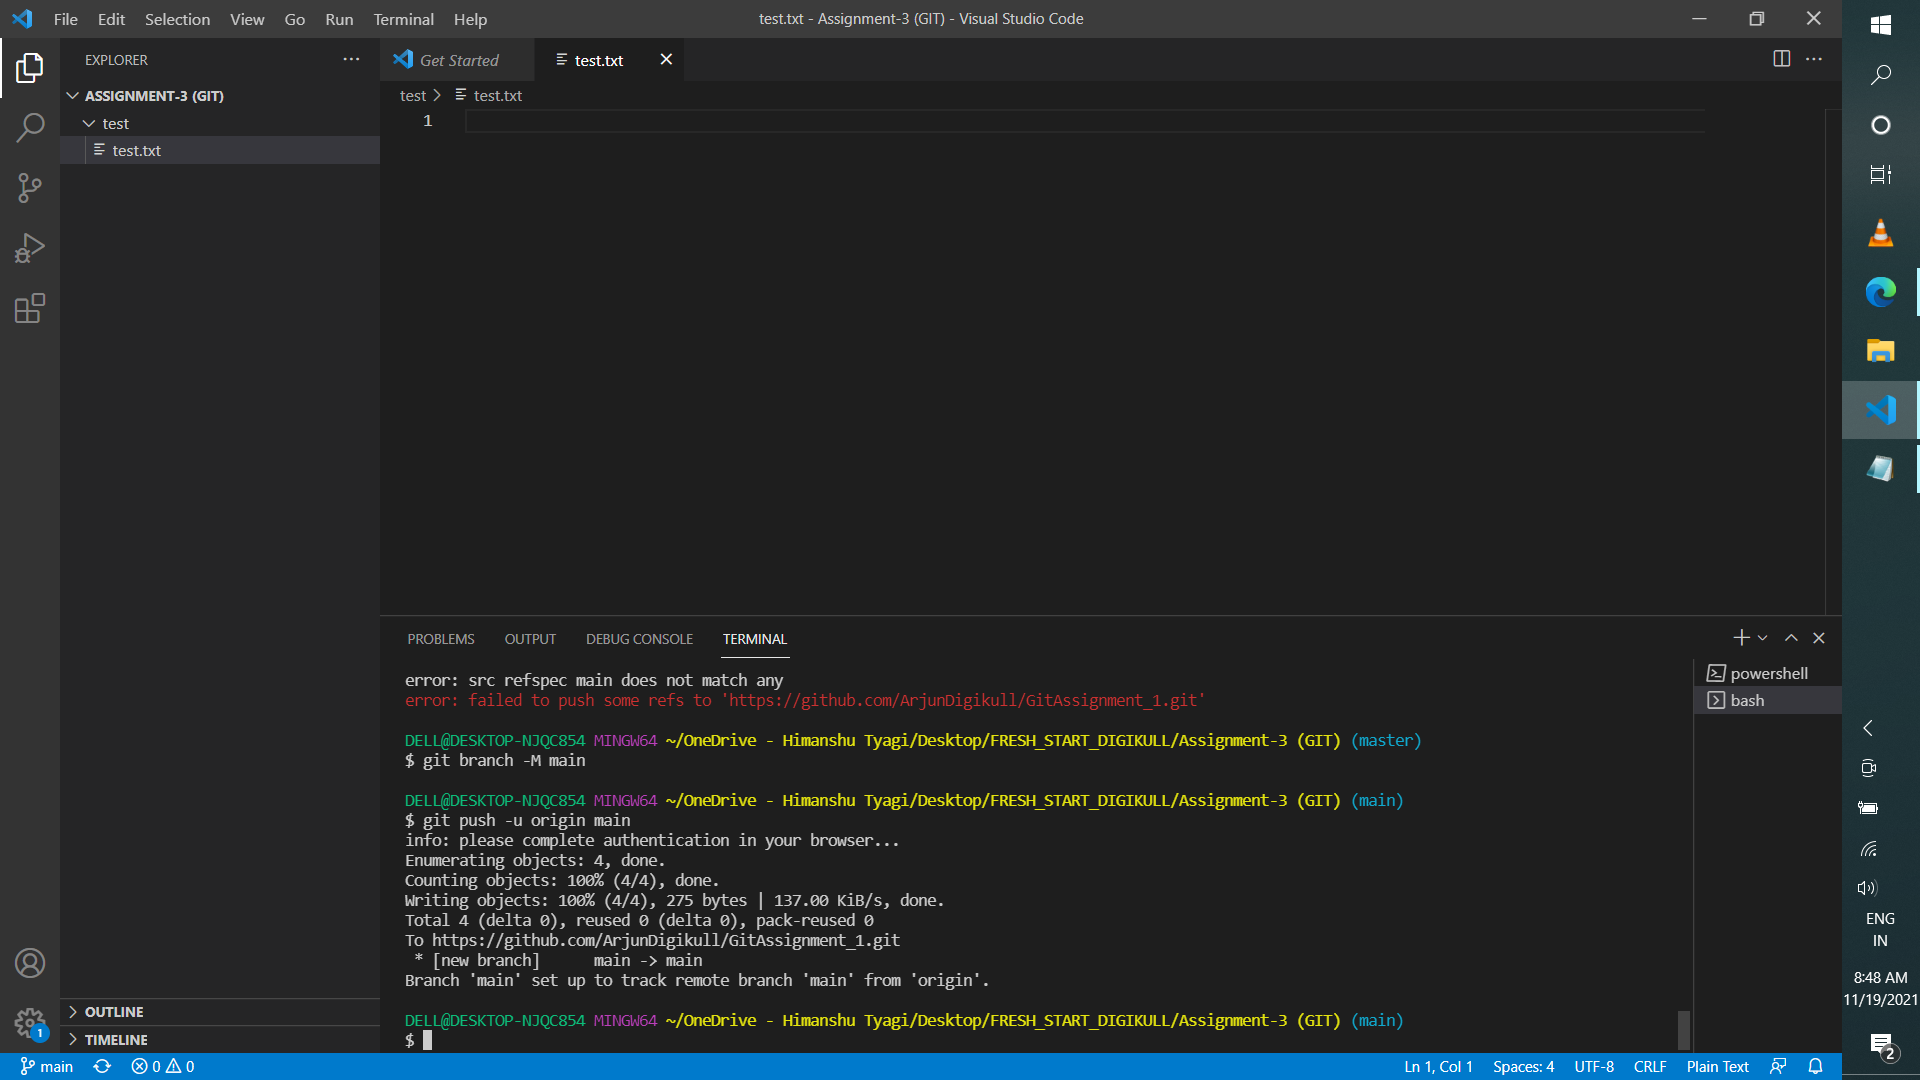 File Edit Selection View Go Run Terminal Help
test.txt - Assignment-3 (GIT) - Visual Studio Code
EXPLORER
ASSIGNMENT-3 (GIT)
test
test.txt
OUTLINE
TIMELINE
Get Started
test.txt
test > test.txt
1
PROBLEMS OUTPUT DEBUG CONSOLE TERMINAL
error: src refspec main does not match any
error: failed to push some refs to 'https://github.com/ArjunDigikull/GitAssignment_1.git'
DELL@DESKTOP-NJQC854 MINGW64 ~/OneDrive - Himanshu Tyagi/Desktop/FRESH_START_DIGIKULL/Assignment-3 (GIT) (master)
$ git branch -M main
DELL@DESKTOP-NJQC854 MINGW64 ~/OneDrive - Himanshu Tyagi/Desktop/FRESH_START_DIGIKULL/Assignment-3 (GIT) (main)
$ git push -u origin main
info: please complete authentication in your browser...
Enumerating objects: 4, done.
Counting objects: 100% (4/4), done.
Writing objects: 100% (4/4), 275 bytes | 137.00 KiB/s, done.
Total 4 (delta 0), reused 0 (delta 0), pack-reused 0
To https://github.com/ArjunDigikull/GitAssignment_1.git
 * [new branch]      main -> main
Branch 'main' set up to track remote branch 'main' from 'origin'.
DELL@DESKTOP-NJQC854 MINGW64 ~/OneDrive - Himanshu Tyagi/Desktop/FRESH_START_DIGIKULL/Assignment-3 (GIT) (main)
$
powershell
bash
1
main 0 0
Ln 1, Col 1 Spaces: 4 UTF-8 CRLF Plain Text
ENG
IN
8:48 AM
11/19/2021
2